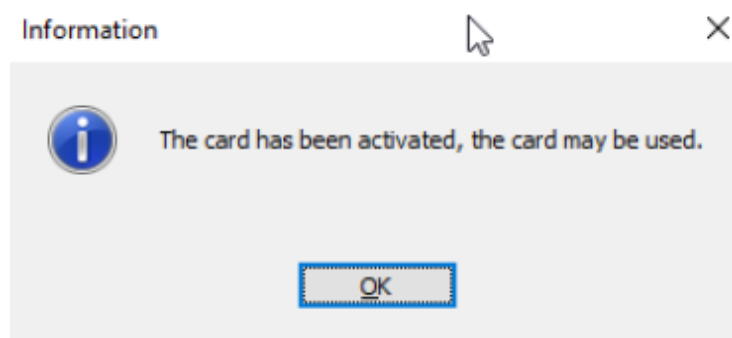 Information
The card has been activated, the card may be used.
OK